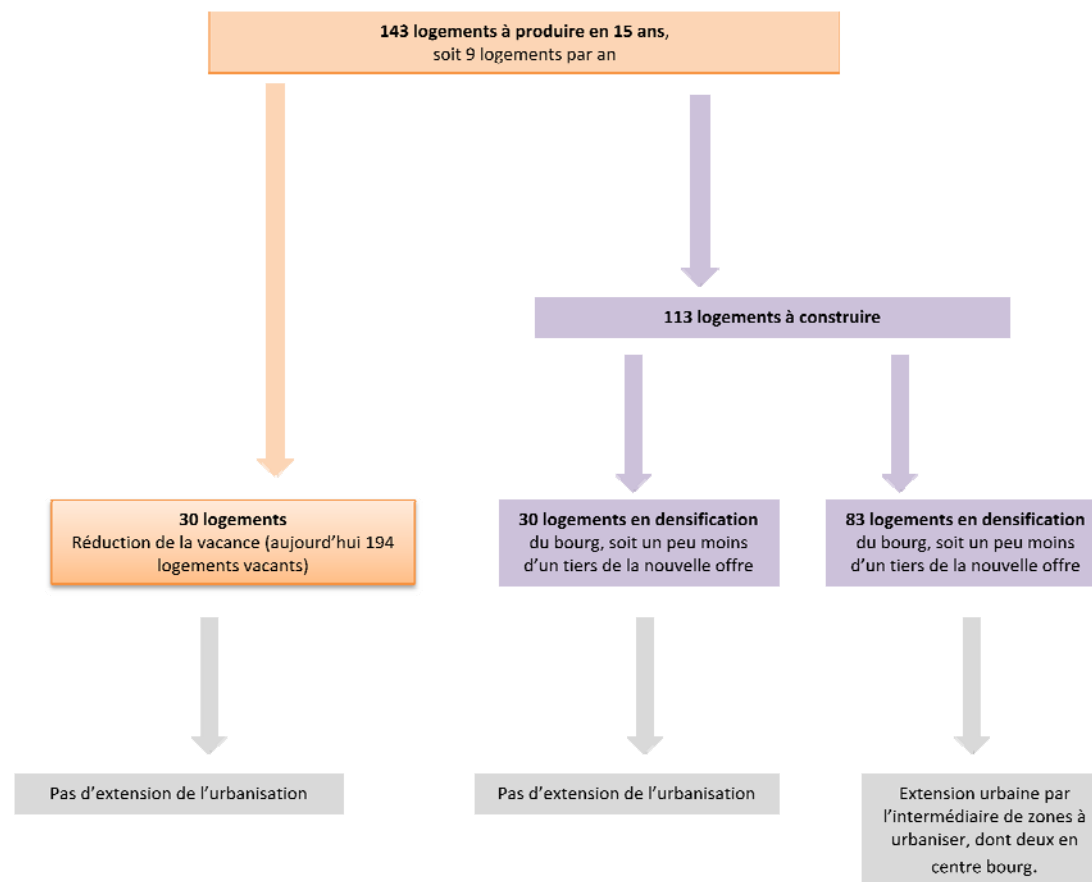 143 logements à produire en 15 ans,
soit 9 logements par an
113 logements à construire
30 logements
Réduction de la vacance (aujourd'hui 194
logements vacants)
30 logements en densification
du bourg, soit un peu moins
d'un tiers de la nouvelle offre
83 logements en densification
du bourg, soit un peu moins
d'un tiers de la nouvelle offre
Pas d'extension de l'urbanisation
Pas d'extension de l'urbanisation
Extension urbaine par
l'intermédiaire de zones à
urbaniser, dont deux en
centre bourg.